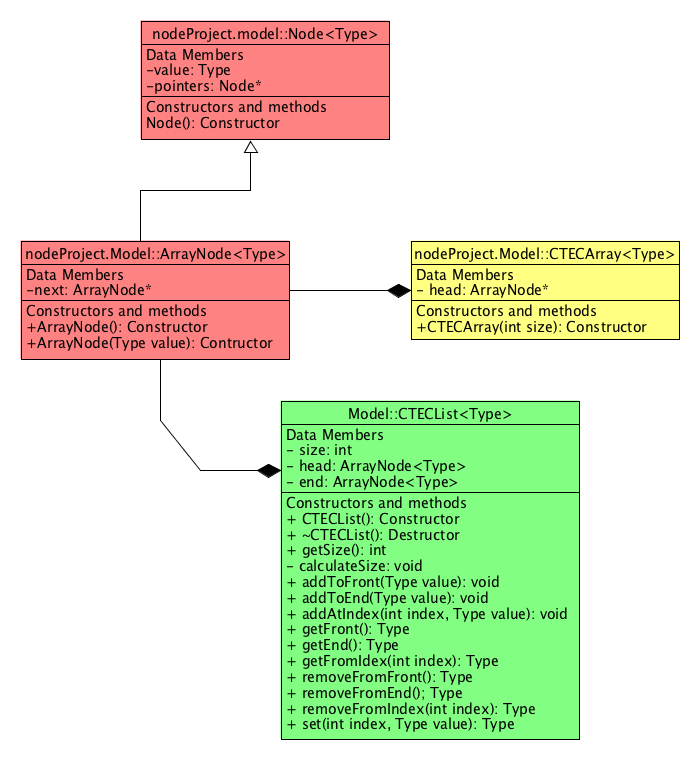 nodeProject.model::Node<Type>
Data Members
-value: Type
-pointers: Node*
Constructors and methods
Node(): Constructor
nodeProject.Model::ArrayNode<Type>
Data Members
-next: ArrayNode*
Constructors and methods
+ArrayNode(): Constructor
+ArrayNode(Type value): Contructor
nodeProject.Model::CTECArray<Type>
Data Members
- head: ArrayNode*
Constructors and methods
+CTECArray(int size): Constructor
Model::CTECList<Type>
Data Members
- size: int
- head: ArrayNode<Type>
- end: ArrayNode<Type>
Constructors and methods
+ CTECList(): Constructor
+ ~CTECList(): Destructor
+ getSize(): int
- calculateSize: void
+ addToFront(Type value): void
+ addToEnd(Type value): void
+ addAtIndex(int index, Type value): void
+ getFront(): Type
+ getEnd(): Type
+ getFromIdex(int index): Type
+ removeFromFront(): Type
+ removeFromEnd(); Type
+ removeFromIndex(int index): Type
+ set(int index, Type value): Type